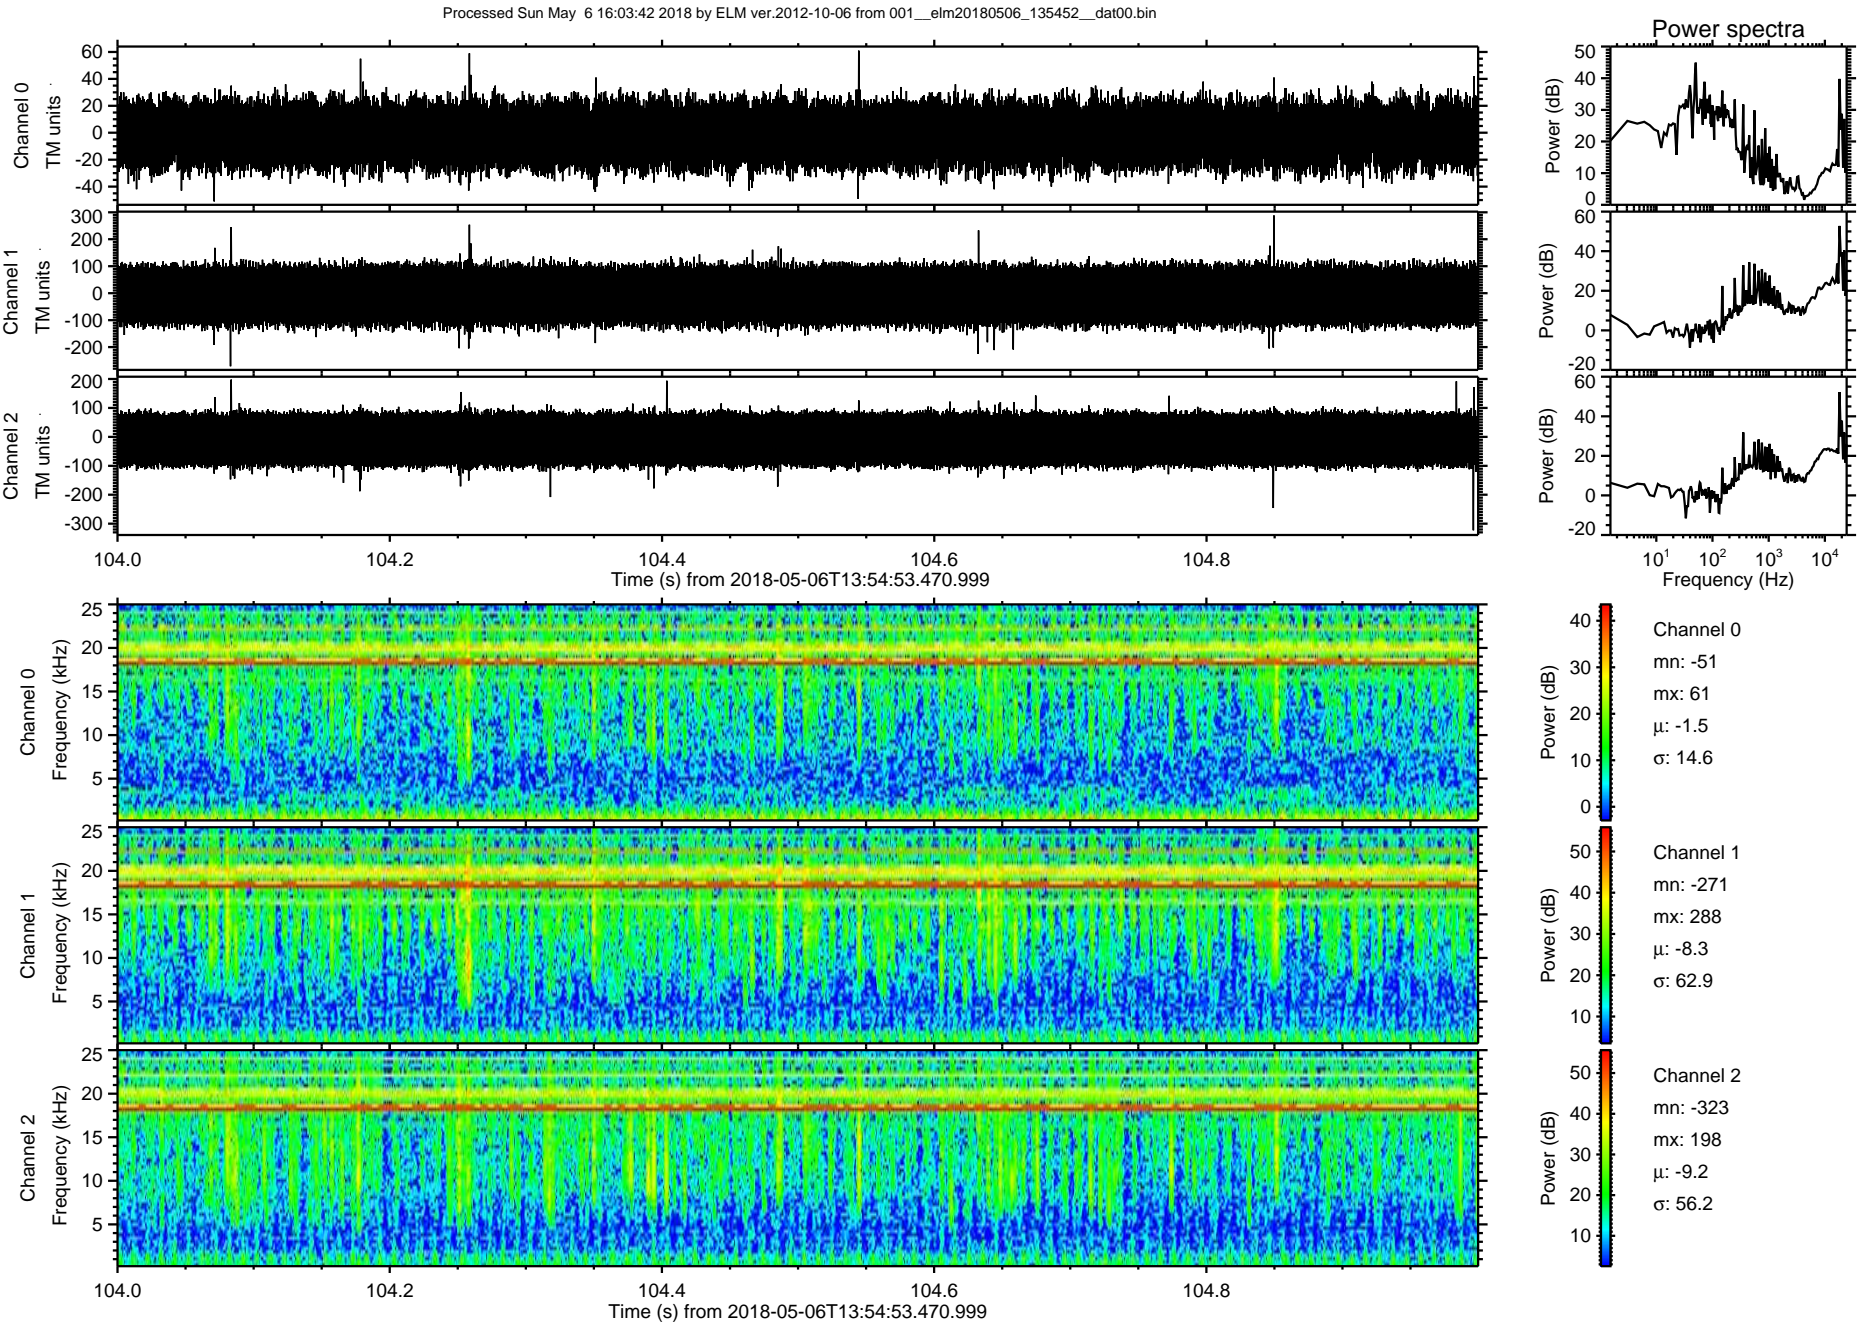 Processed Sun May  6 16:03:42 2018 by ELM ver.2012-10-06 from 001__elm20180506_135452__dat00.bin
Power spectra
Channel 0
TM units
60
40
20
0
-20
-40
Power (dB)
50
40
30
20
10
0
Channel 1
TM units
300
200
100
0
-100
-200
Power (dB)
60
40
20
0
-20
Channel 2
TM units
200
100
0
-100
-200
-300
Power (dB)
60
40
20
0
-20
104.0 104.2 104.4 104.6 104.8
Time (s) from 2018-05-06T13:54:53.470.999
10¹ 10² 10³ 10⁴
Frequency (Hz)
Channel 0
Frequency (kHz)
25
20
15
10
5
Power (dB)
40
30
20
10
0
Channel 0
mn: -51
mx: 61
μ: -1.5
σ: 14.6
Channel 1
Frequency (kHz)
25
20
15
10
5
Power (dB)
50
40
30
20
10
Channel 1
mn: -271
mx: 288
μ: -8.3
σ: 62.9
Channel 2
Frequency (kHz)
25
20
15
10
5
Power (dB)
50
40
30
20
10
Channel 2
mn: -323
mx: 198
μ: -9.2
σ: 56.2
104.0 104.2 104.4 104.6 104.8
Time (s) from 2018-05-06T13:54:53.470.999